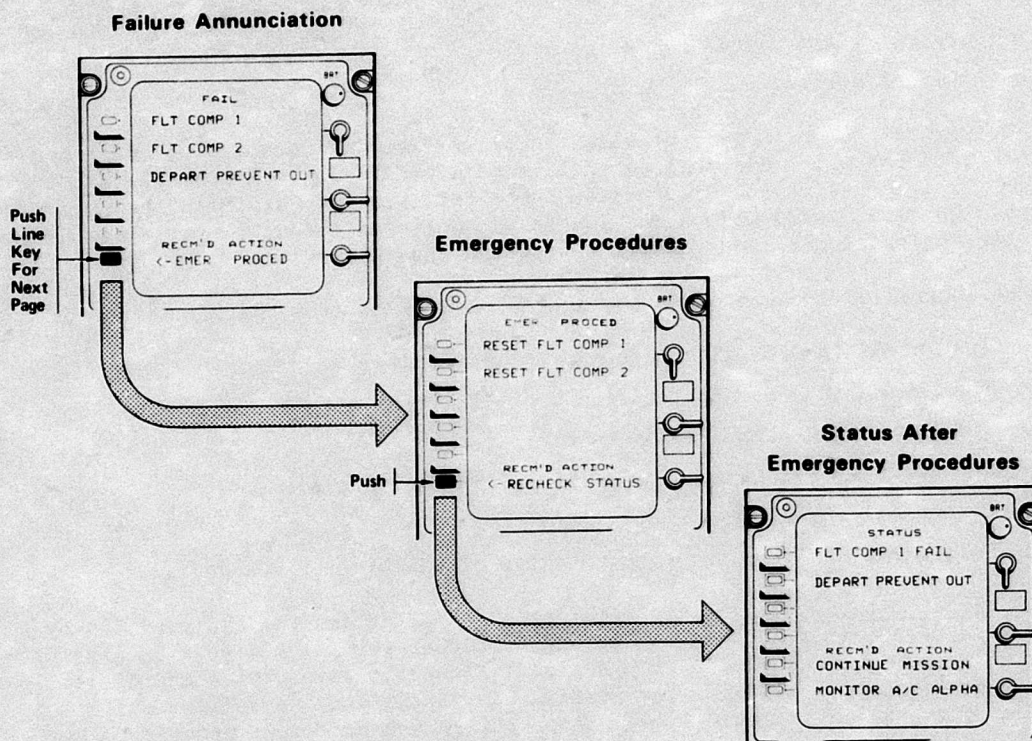 Failure Annunciation
BRT
FAIL
FLT COMP 1
FLT COMP 2
DEPART PREVENT OUT
RECM'D ACTION
<-EMER PROCED
Push
Line
Key
For
Next
Page
Emergency Procedures
BRT
EMER PROCED
RESET FLT COMP 1
RESET FLT COMP 2
RECM'D ACTION
<-RECHECK STATUS
Push
Status After
Emergency Procedures
BRT
STATUS
FLT COMP 1 FAIL
DEPART PREVENT OUT
RECM'D ACTION
CONTINUE MISSION
MONITOR A/C ALPHA